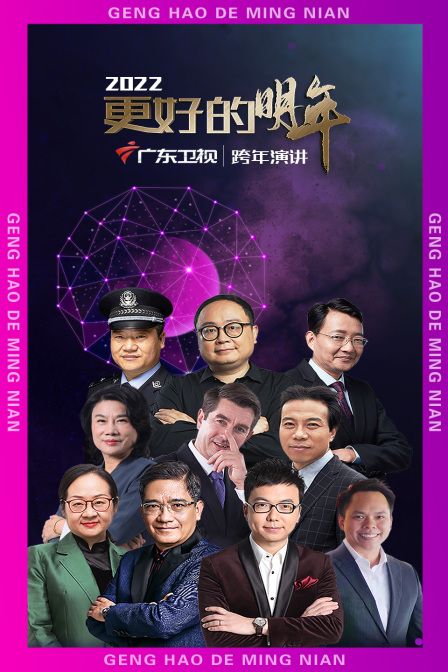 GENG HAO DE MING NIAN
2022
更好的明年
广东卫视 跨年演讲
GENG HAO DE MING NIAN
GENG HAO DE MING NIAN
GENG HAO DE MING NIAN